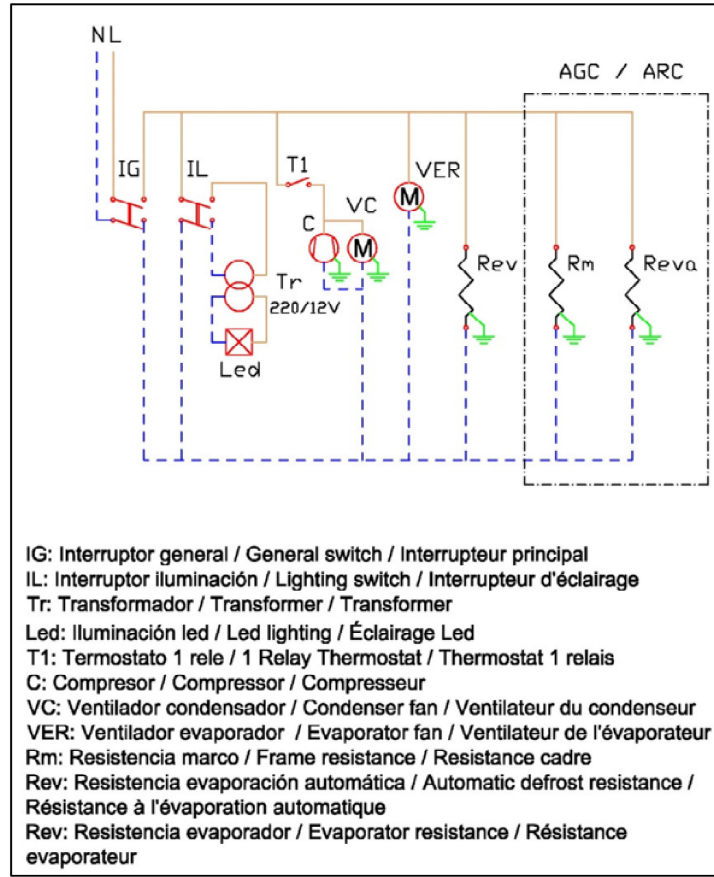 NL
AGC / ARC
IG
IL
T1
VER
VC
C
M
M
Rev
Rm
Reva
Tr
220/12V
Led
IG: Interruptor general / General switch / Interrupteur principal
IL: Interruptor iluminación / Lighting switch / Interrupteur d'éclairage
Tr: Transformador / Transformer / Transformer
Led: Iluminación led / Led lighting / Éclairage Led
T1: Termostato 1 rele / 1 Relay Thermostat / Thermostat 1 relais
C: Compresor / Compressor / Compresseur
VC: Ventilador condensador / Condenser fan / Ventilateur du condenseur
VER: Ventilador evaporador / Evaporator fan / Ventilateur de l'évaporateur
Rm: Resistencia marco / Frame resistance / Resistance cadre
Rev: Resistencia evaporación automática / Automatic defrost resistance /
Résistance à l'évaporation automatique
Rev: Resistencia evaporador / Evaporator resistance / Résistance
evaporateur